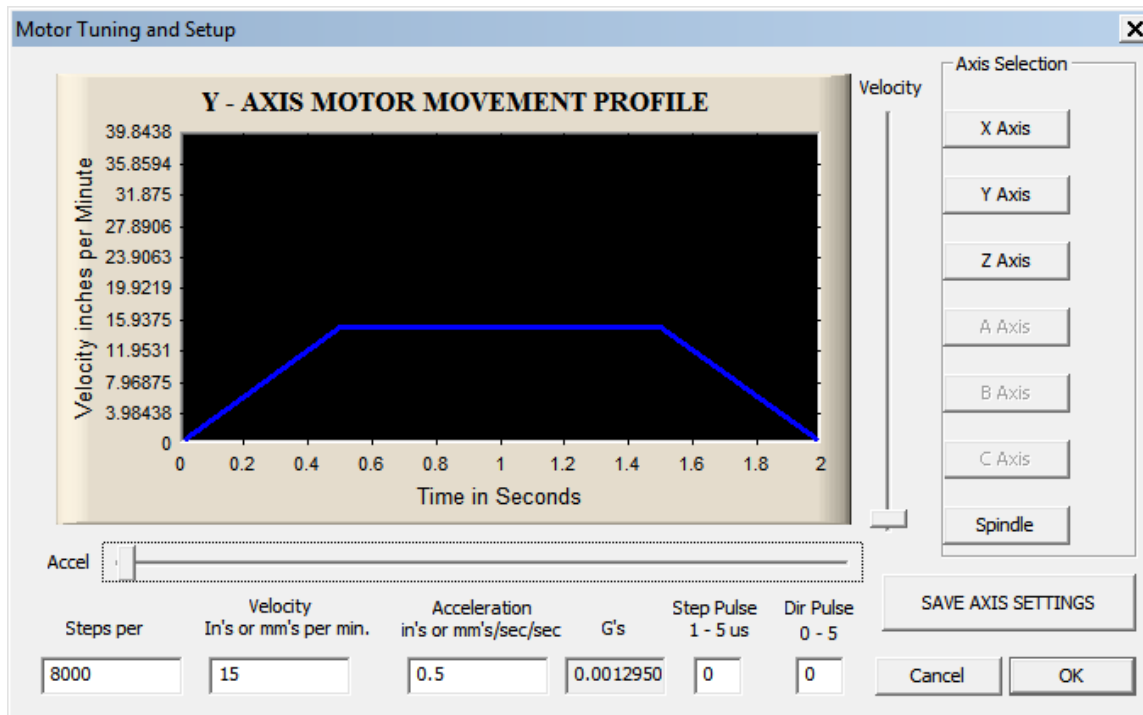 Motor Tuning and Setup
Y - AXIS MOTOR MOVEMENT PROFILE
Velocity inches per Minute
39.8438
35.8594
31.875
27.8906
23.9063
19.9219
15.9375
11.9531
7.96875
3.98438
0
0 0.2 0.4 0.6 0.8 1 1.2 1.4 1.6 1.8 2
Time in Seconds
Velocity
Axis Selection
X Axis
Y Axis
Z Axis
A Axis
B Axis
C Axis
Spindle
Accel
Steps per
8000
Velocity
In's or mm's per min.
15
Acceleration
in's or mm's/sec/sec
0.5
G's
0.0012950
Step Pulse
1 - 5 us
0
Dir Pulse
0 - 5
0
SAVE AXIS SETTINGS
Cancel
OK